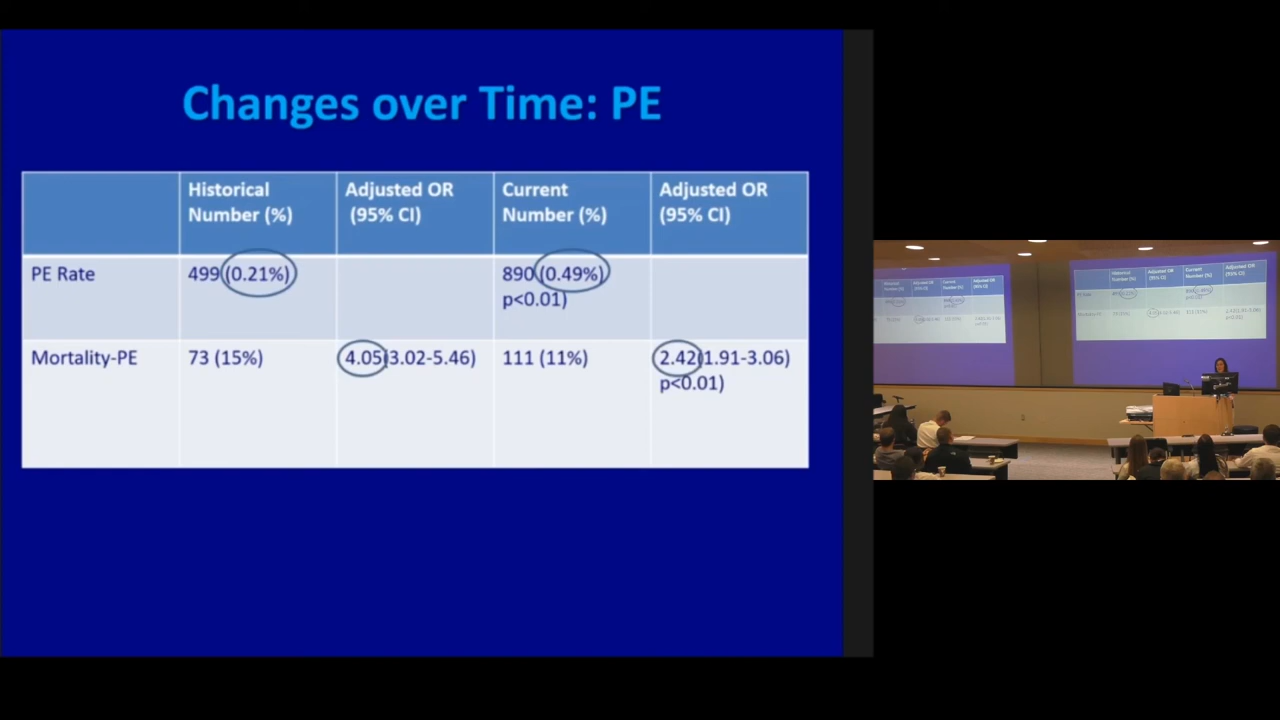 Changes over Time: PE
Historical
Number (%)
Adjusted OR
(95% CI)
Current
Number (%)
Adjusted OR
(95% CI)
PE Rate
499 (0.21%)
890 (0.49%)
p<0.01)
Mortality-PE
73 (15%)
4.05(3.02-5.46)
111 (11%)
2.42(1.91-3.06)
p<0.01)